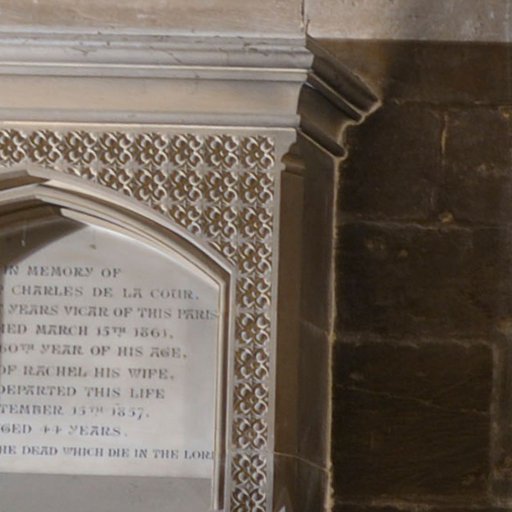 IN MEMORY OF
CHARLES DE LA COUR,
YEARS VICAR OF THIS PARIS
IED MARCH 15TH 1861,
60TH YEAR OF HIS AGE,
OF RACHEL HIS WIFE,
DEPARTED THIS LIFE
TEMBER 15TH 1857,
GED 44 YEARS.
HE DEAD WHICH DIE IN THE LOR